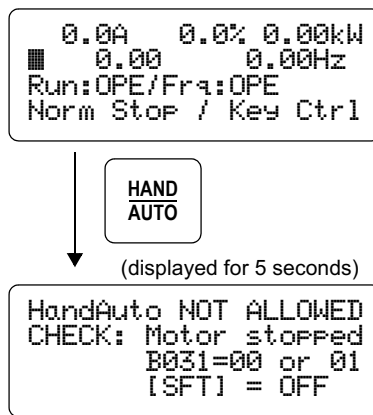 0.0A 0.0% 0.00kW
0.00 0.00Hz
Run:OPE/Frq:OPE
Norm Stop / Key Ctrl
HAND
AUTO
(displayed for 5 seconds)
HandAuto NOT ALLOWED
CHECK: Motor stopped
B031=00 or 01
[SFT] = OFF